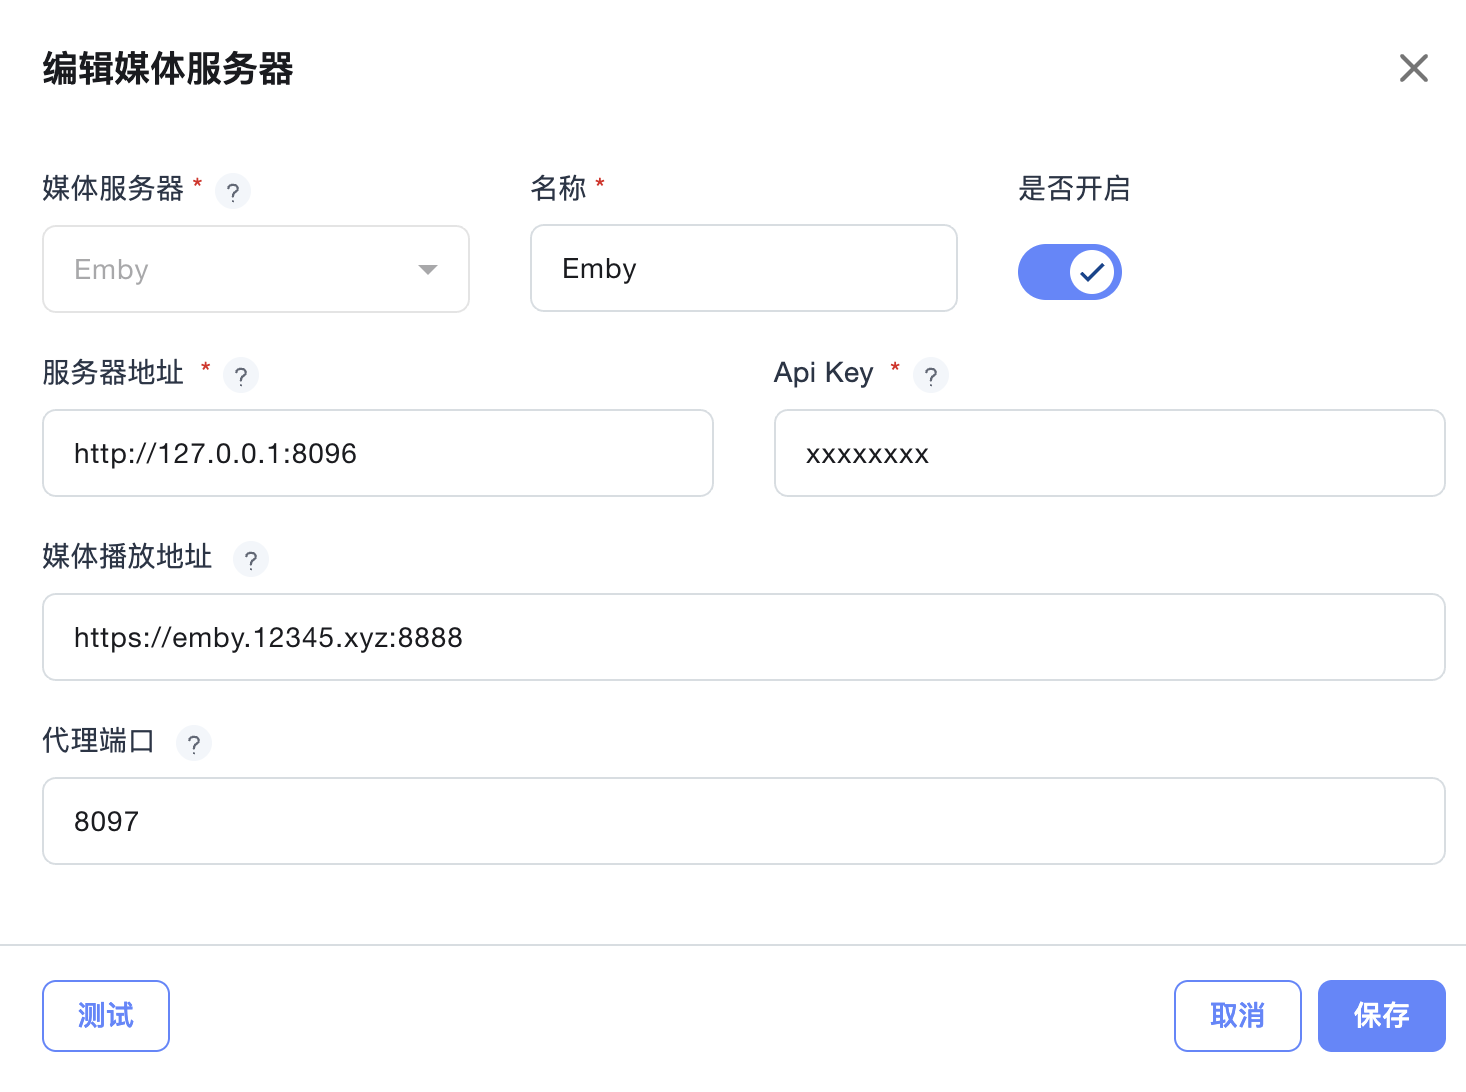 编辑媒体服务器
媒体服务器 * ?
名称 *
是否开启
Emby
Emby
服务器地址 * ?
Api Key * ?
http://127.0.0.1:8096
xxxxxxxx
媒体播放地址 ?
https://emby.12345.xyz:8888
代理端口 ?
8097
测试
取消
保存